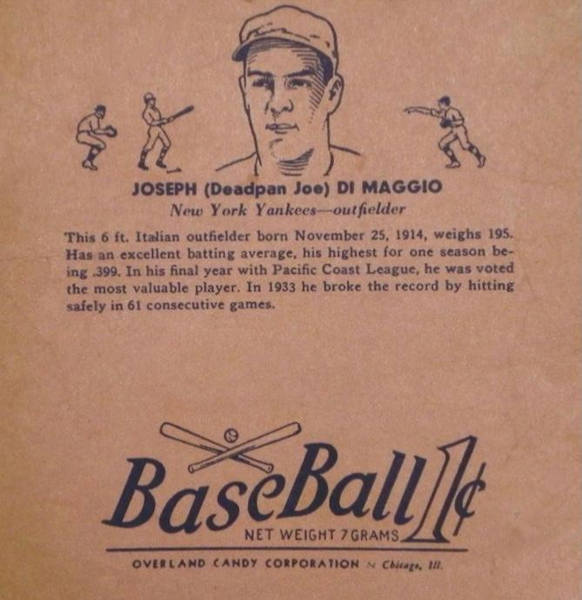 JOSEPH (Deadpan Joe) DI MAGGIO
New York Yankees—outfielder
This 6 ft. Italian outfielder born November 25, 1914, weighs 195.
Has an excellent batting average, his highest for one season be-
ing .399. In his final year with Pacific Coast League, he was voted
the most valuable player. In 1933 he broke the record by hitting
safely in 61 consecutive games.
BaseBall 1¢
NET WEIGHT 7 GRAMS
OVERLAND CANDY CORPORATION ~ Chicago, Ill.